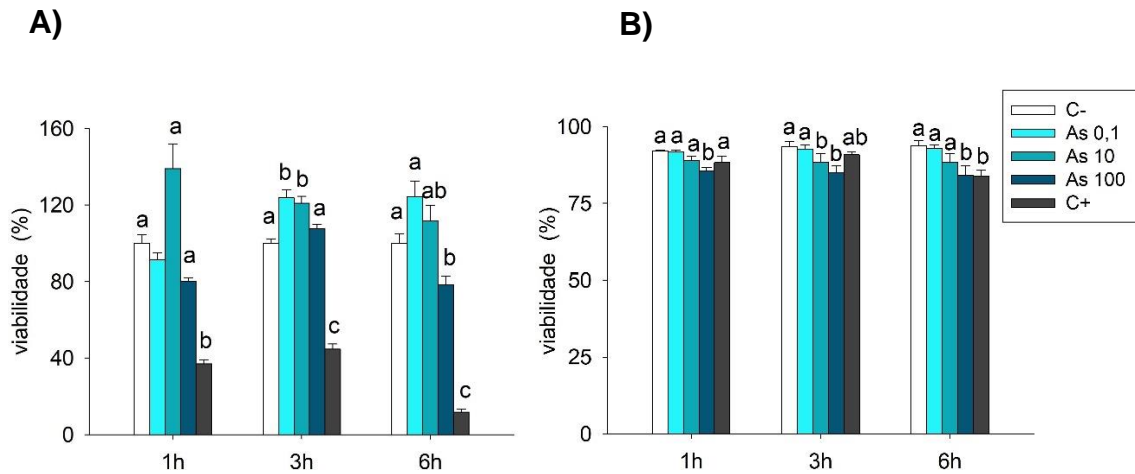 A)
viabilidade (%)
160
120
80
40
0
a
a
a
b
a
b
b
a
c
a
a
ab
b
c
1h
3h
6h
B)
viabilidade (%)
100
75
50
25
0
a a a b a
a a b b ab
a a a b b
1h
3h
6h
C-
As 0,1
As 10
As 100
C+